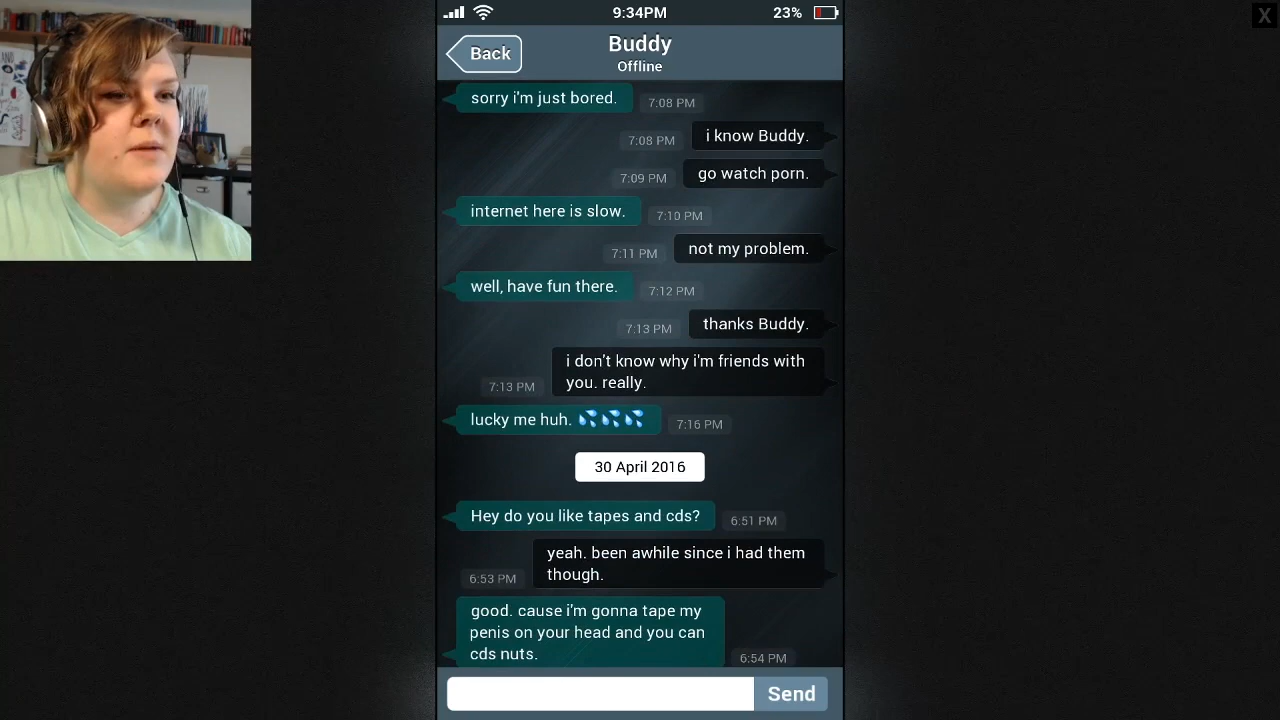 9:34PM
23%
X
Back
Buddy
Offline
sorry i'm just bored.
7:08 PM
7:08 PM
i know Buddy.
7:09 PM
go watch porn.
internet here is slow.
7:10 PM
7:11 PM
not my problem.
well, have fun there.
7:12 PM
7:13 PM
thanks Buddy.
i don't know why i'm friends with
you. really.
7:13 PM
lucky me huh. 💦💦💦
7:16 PM
30 April 2016
Hey do you like tapes and cds?
6:51 PM
yeah. been awhile since i had them
though.
6:53 PM
good. cause i'm gonna tape my
penis on your head and you can
cds nuts.
6:54 PM
Send